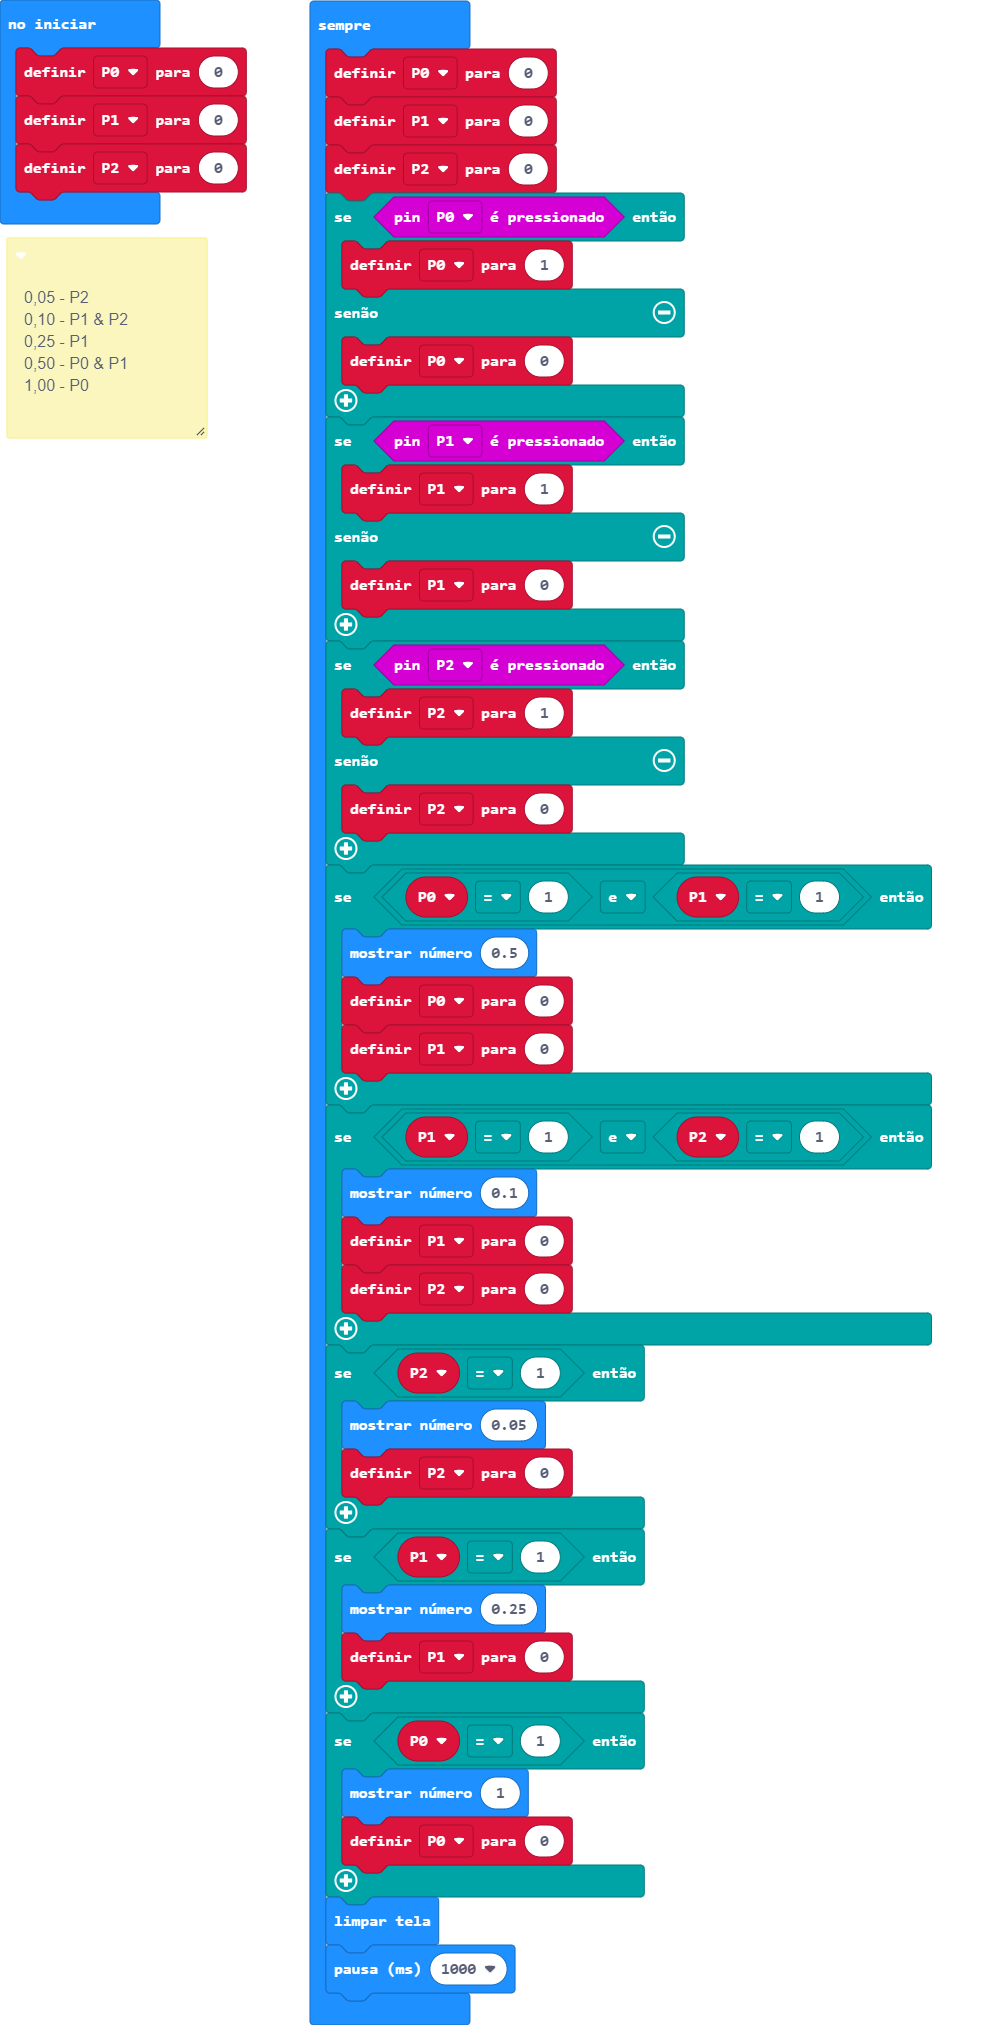 no iniciar
definir P0 para 0
definir P1 para 0
definir P2 para 0
0,05 - P2
0,10 - P1 & P2
0,25 - P1
0,50 - P0 & P1
1,00 - P0
sempre
definir P0 para 0
definir P1 para 0
definir P2 para 0
se pin P0 é pressionado então
definir P0 para 1
senão
definir P0 para 0
se pin P1 é pressionado então
definir P1 para 1
senão
definir P1 para 0
se pin P2 é pressionado então
definir P2 para 1
senão
definir P2 para 0
se P0 = 1 e P1 = 1 então
mostrar número 0.5
definir P0 para 0
definir P1 para 0
se P1 = 1 e P2 = 1 então
mostrar número 0.1
definir P1 para 0
definir P2 para 0
se P2 = 1 então
mostrar número 0.05
definir P2 para 0
se P1 = 1 então
mostrar número 0.25
definir P1 para 0
se P0 = 1 então
mostrar número 1
definir P0 para 0
limpar tela
pausa (ms) 1000